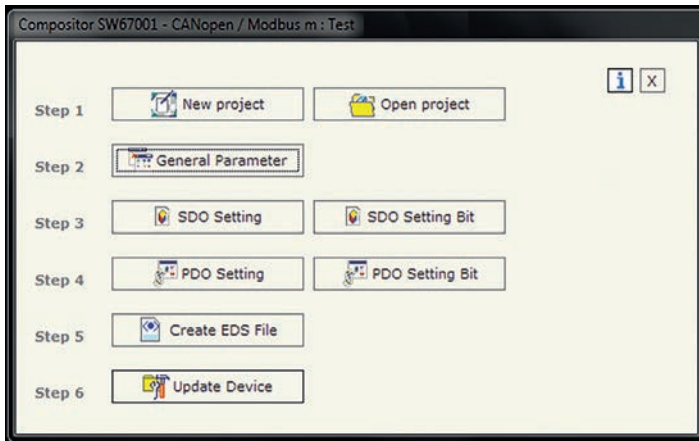 Compositor SW67001 - CANopen / Modbus m : Test
i X
Step 1 New project Open project
Step 2 General Parameter
Step 3 SDO Setting SDO Setting Bit
Step 4 PDO Setting PDO Setting Bit
Step 5 Create EDS File
Step 6 Update Device